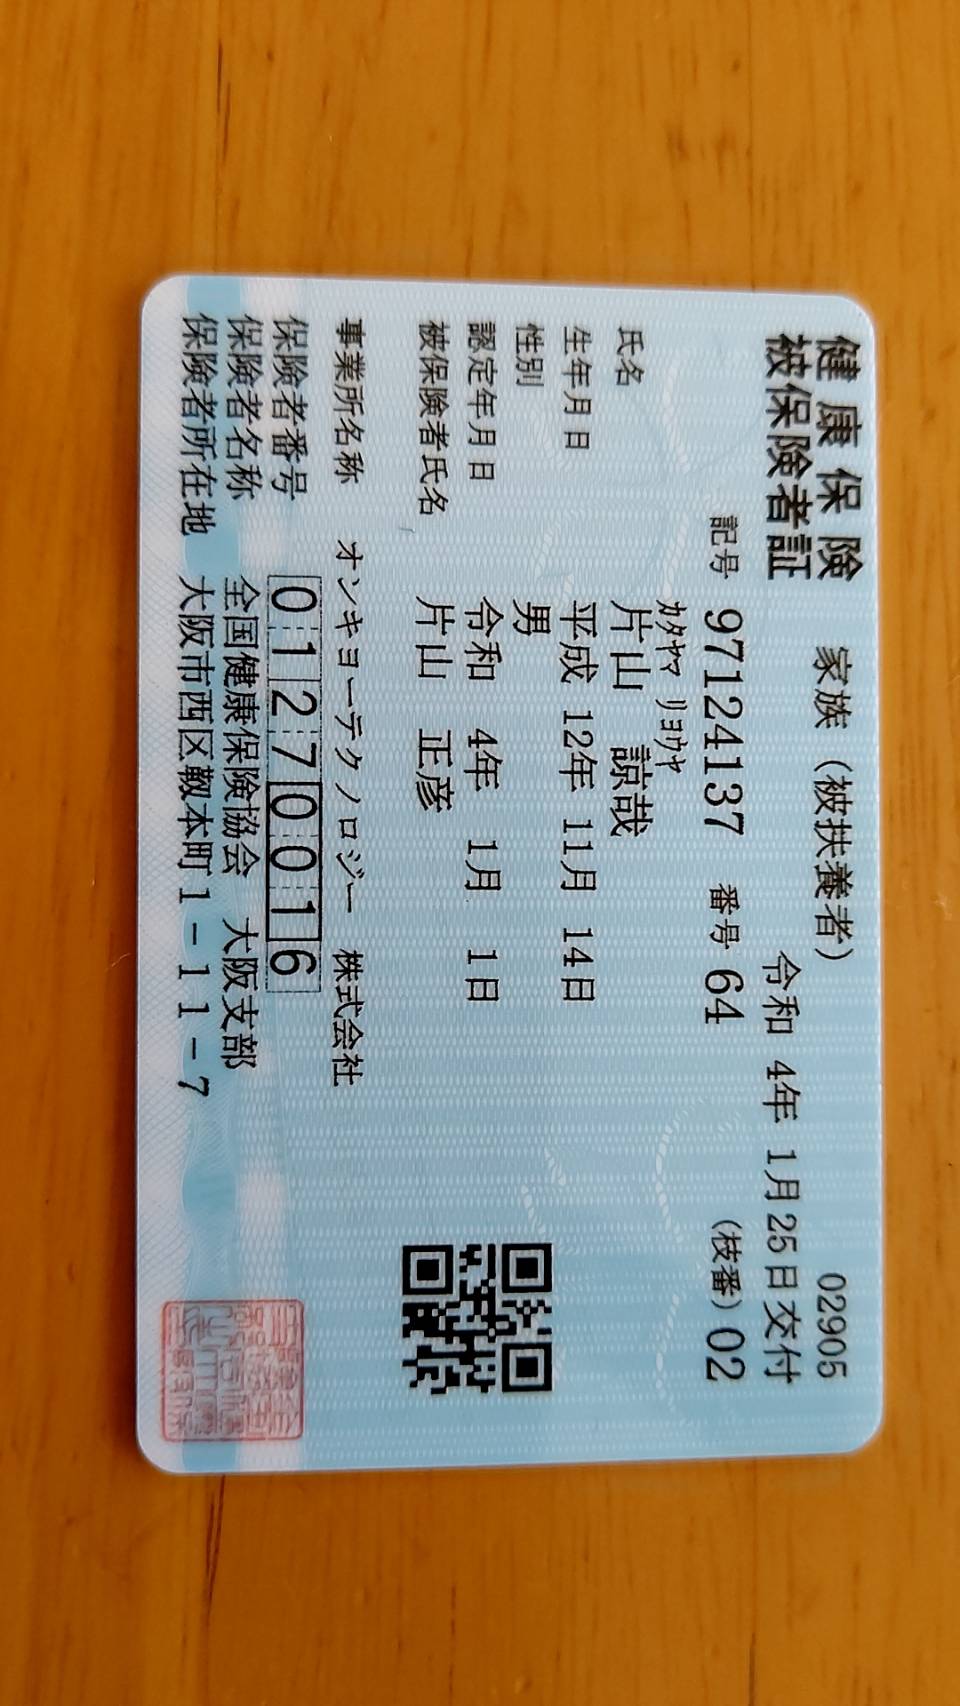 健康保険
被保険者証
家族（被扶養者）
02905
令和 4年 1月25日交付
記号 97124137 番号 64 (枝番) 02
カタヤマ リヨウヤ
氏名 片山 諒哉
生年月日 平成 12年 11月 14日
性別 男
認定年月日 令和 4年 1月 1日
被保険者氏名 片山 正彦
事業所名称 オンキヨーテクノロジー 株式会社
保険者番号 01270016
保険者名称 全国健康保険協会 大阪支部
保険者所在地 大阪市西区靱本町1-11-7